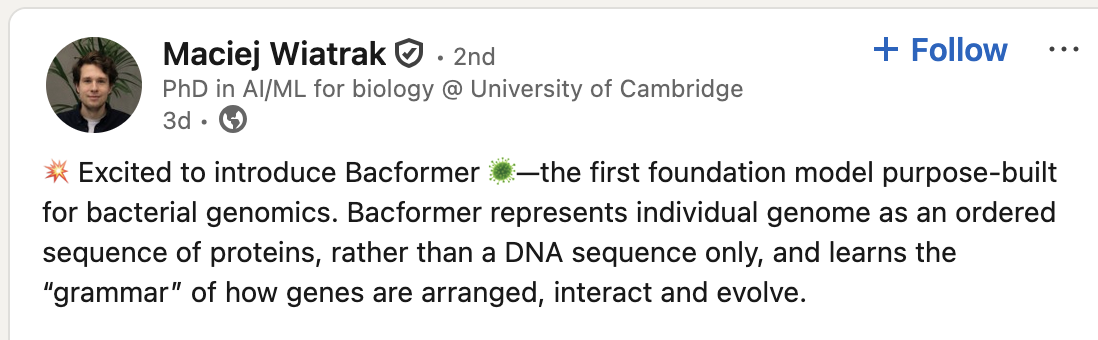 Maciej Wiatrak · 2nd
+ Follow ···
PhD in AI/ML for biology @ University of Cambridge
3d ·
💥 Excited to introduce Bacformer 🦠—the first foundation model purpose-built
for bacterial genomics. Bacformer represents individual genome as an ordered
sequence of proteins, rather than a DNA sequence only, and learns the
“grammar” of how genes are arranged, interact and evolve.